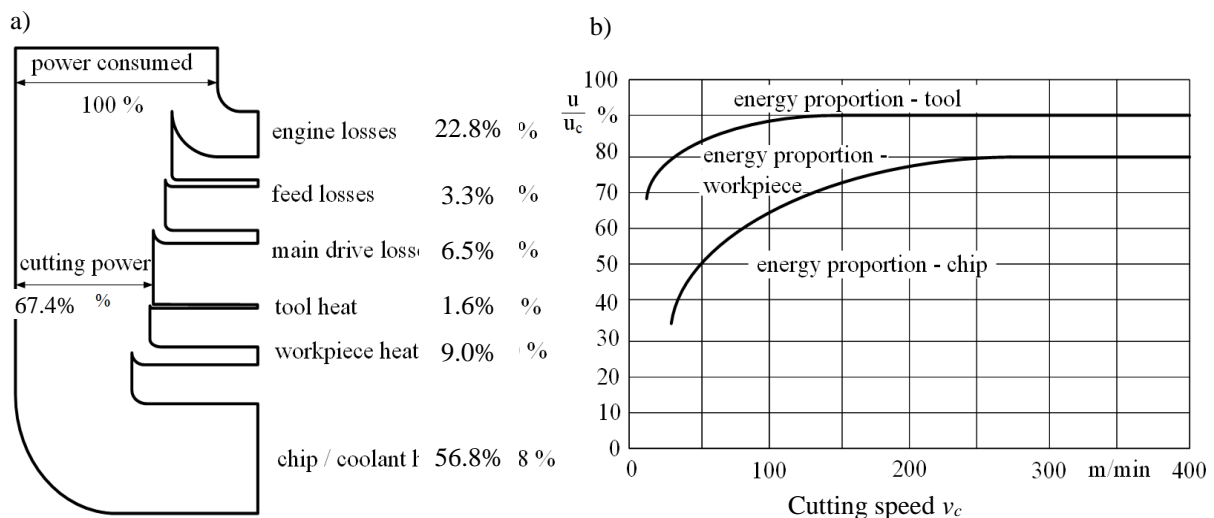 a)
power consumed
100 %
engine losses 22.8% %
feed losses 3.3% %
main drive loss 6.5% %
cutting power
67.4% %
tool heat 1.6% %
workpiece heat 9.0% %
chip / coolant 56.8% 8 %
b)
100
u
u_c
%
80
70
60
50
40
30
20
10
0
energy proportion - tool
energy proportion -
workpiece
energy proportion - chip
0 100 200 300 m/min 400
Cutting speed v_c